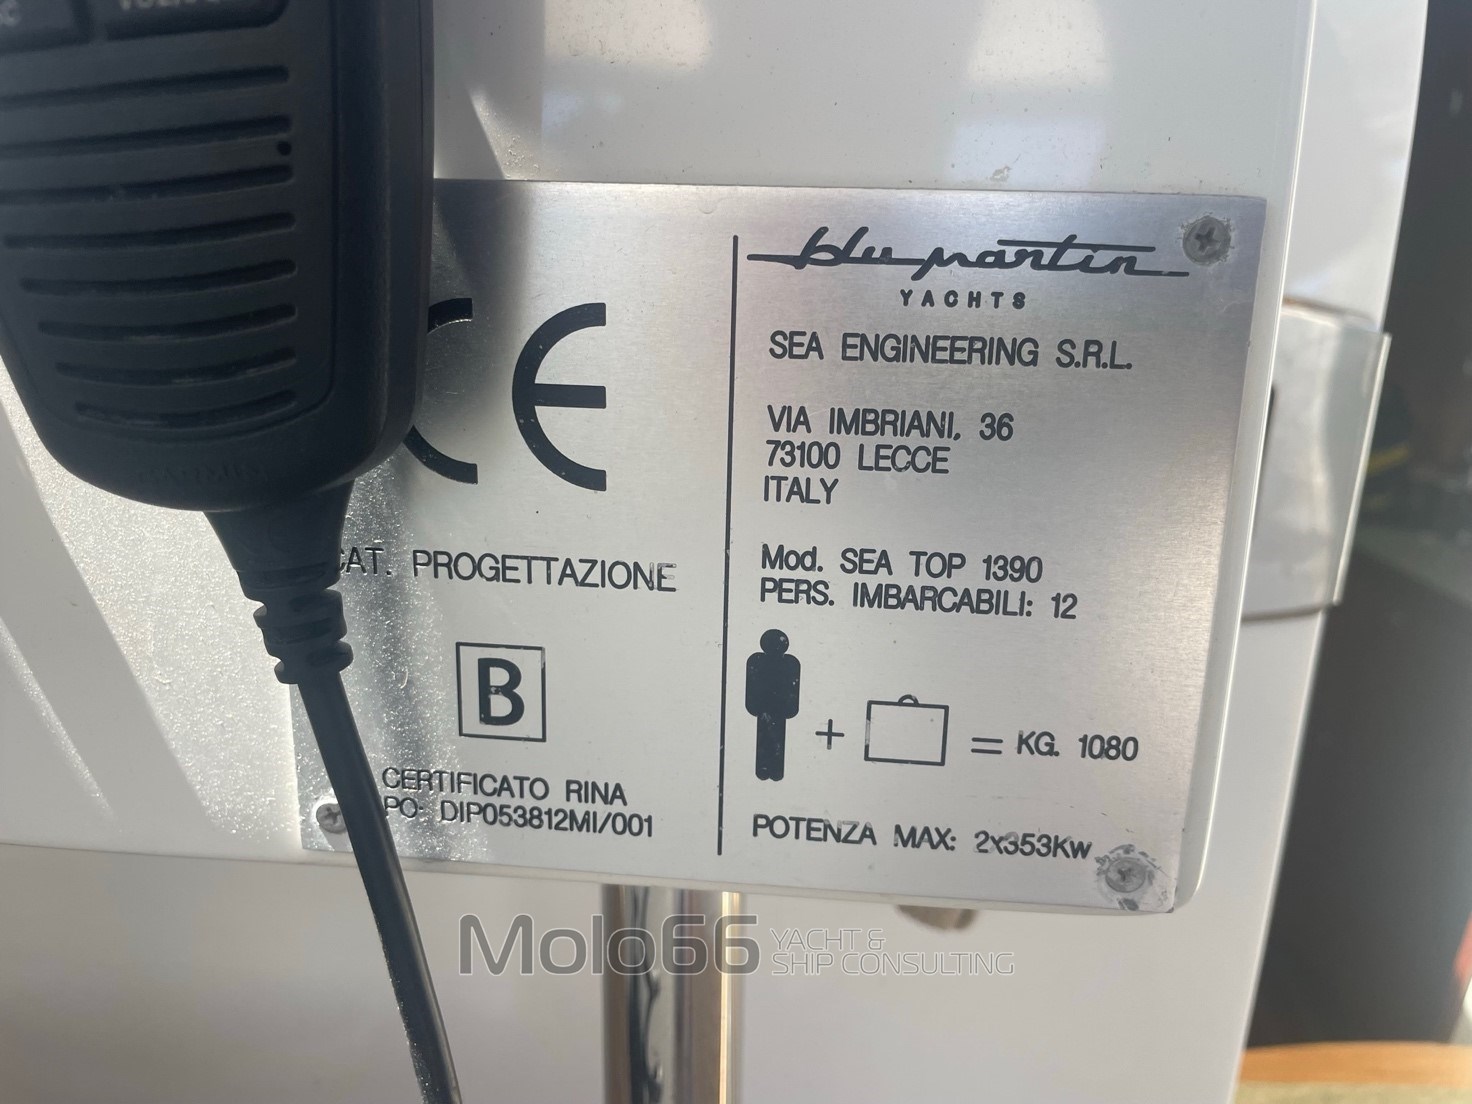 CE
CAT. PROGETTAZIONE
B
CERTIFICATO RINA
PO: DIP053812MI/001
blu martin
YACHTS
SEA ENGINEERING S.R.L.
VIA IMBRIANI, 36
73100 LECCE
ITALY
Mod. SEA TOP 1390
PERS. IMBARCABILI: 12
+ = KG. 1080
POTENZA MAX: 2x353Kw
Molo66 YACHT &
SHIP CONSULTING